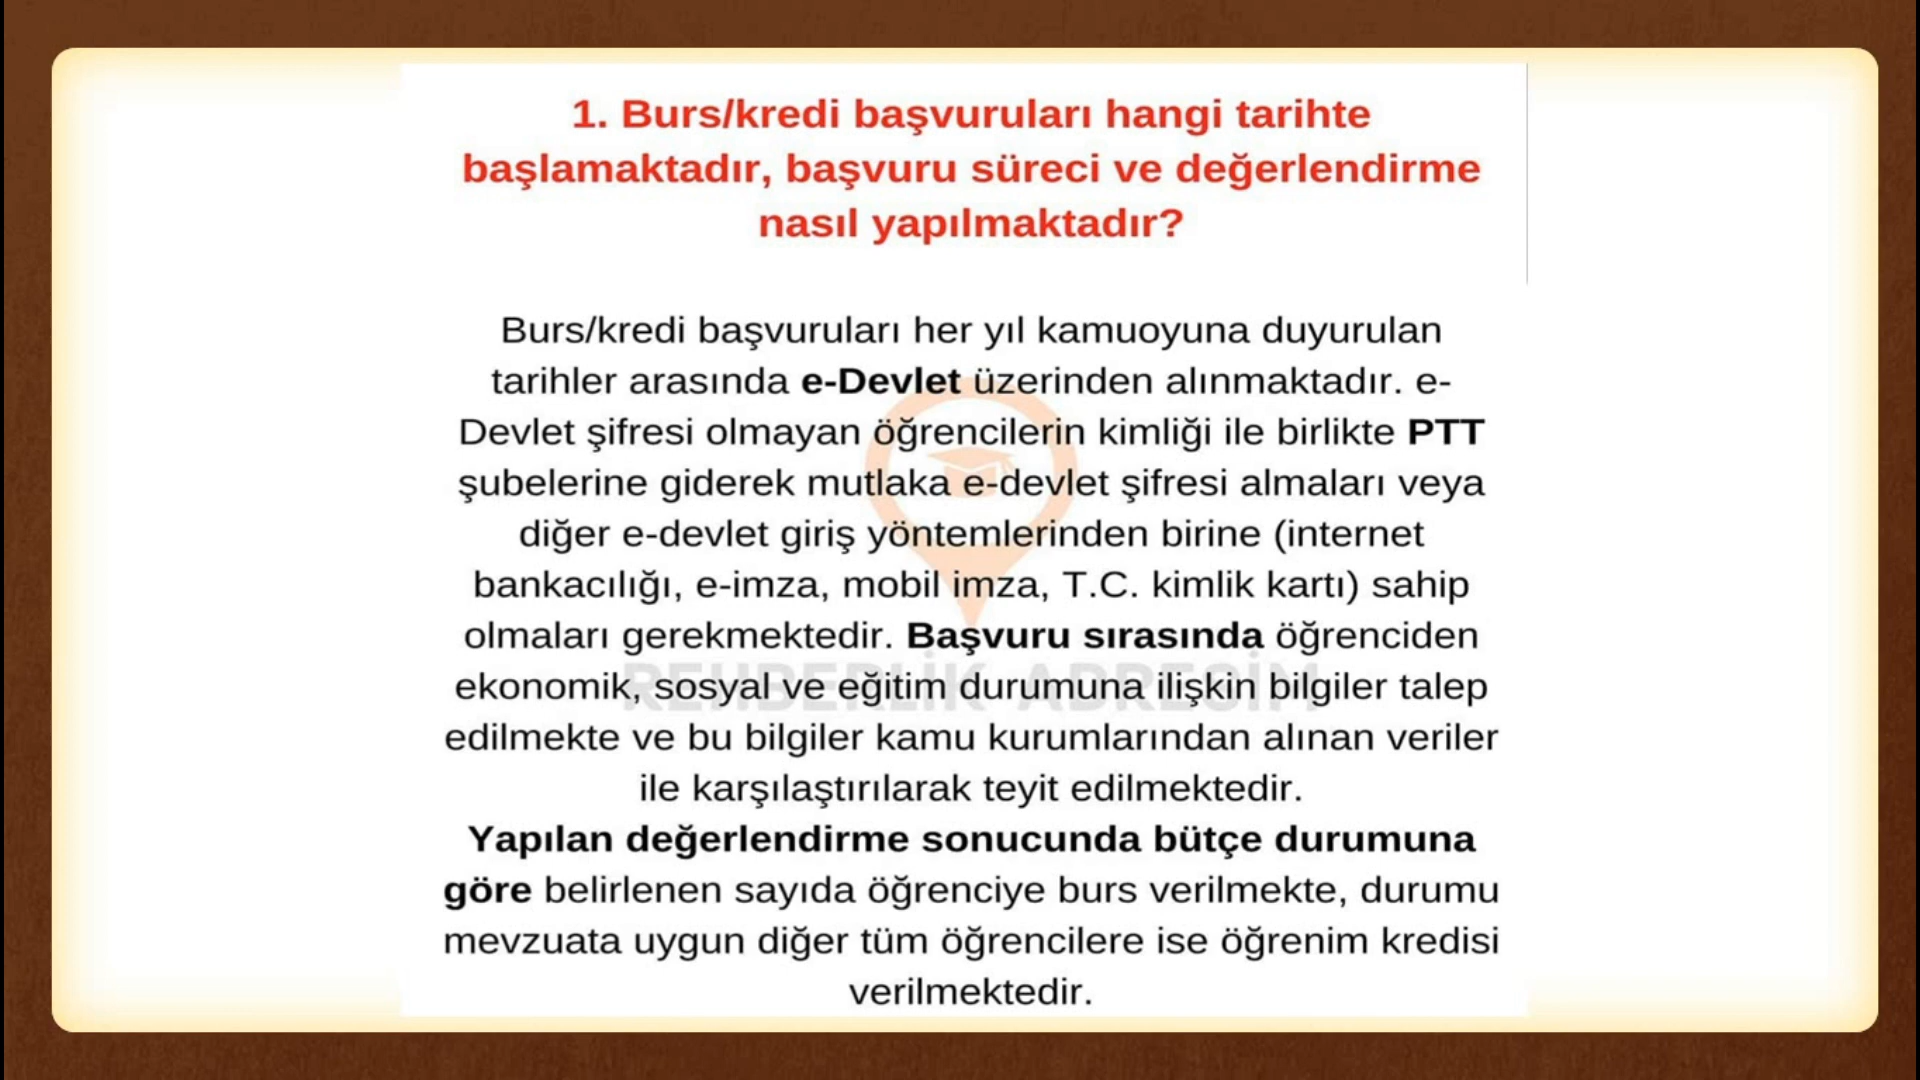 1. Burs/kredi başvuruları hangi tarihte
başlamaktadır, başvuru süreci ve değerlendirme
nasıl yapılmaktadır?
Burs/kredi başvuruları her yıl kamuoyuna duyurulan
tarihler arasında e-Devlet üzerinden alınmaktadır. e-
Devlet şifresi olmayan öğrencilerin kimliği ile birlikte PTT
şubelerine giderek mutlaka e-devlet şifresi almaları veya
diğer e-devlet giriş yöntemlerinden birine (internet
bankacılığı, e-imza, mobil imza, T.C. kimlik kartı) sahip
olmaları gerekmektedir. Başvuru sırasında öğrenciden
ekonomik, sosyal ve eğitim durumuna ilişkin bilgiler talep
edilmekte ve bu bilgiler kamu kurumlarından alınan veriler
ile karşılaştırılarak teyit edilmektedir.
Yapılan değerlendirme sonucunda bütçe durumuna
göre belirlenen sayıda öğrenciye burs verilmekte, durumu
mevzuata uygun diğer tüm öğrencilere ise öğrenim kredisi
verilmektedir.
REHBERLİK ADRESİM